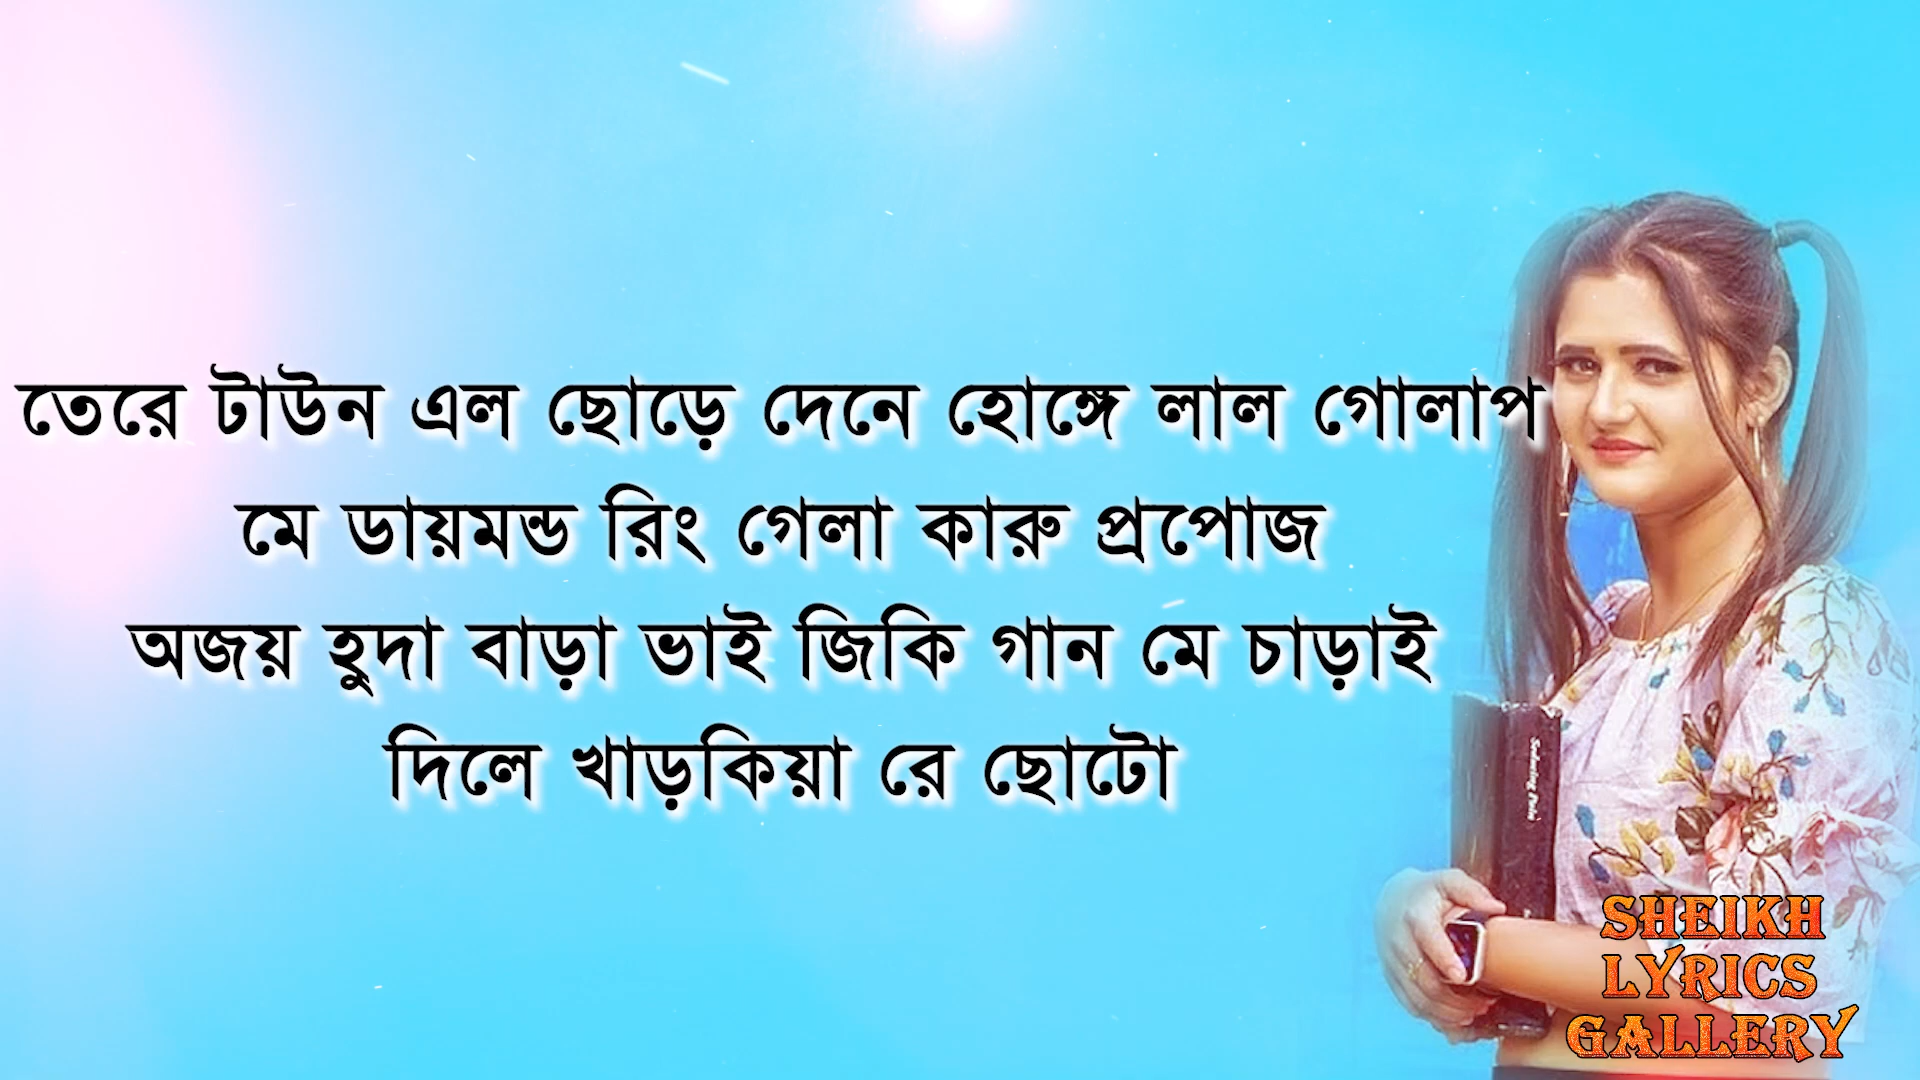 তেরে টাউন এল ছোড়ে দেনে হোঙ্গে লাল গোলাপ
মে ডায়মন্ড রিং গেলা কারু প্রপোজ
অজয় হুদা বাড়া ভাই জিকি গান মে চাড়াই
দিলে খাড়কিয়া রে ছোটো
SHEIKH
LYRICS
GALLERY